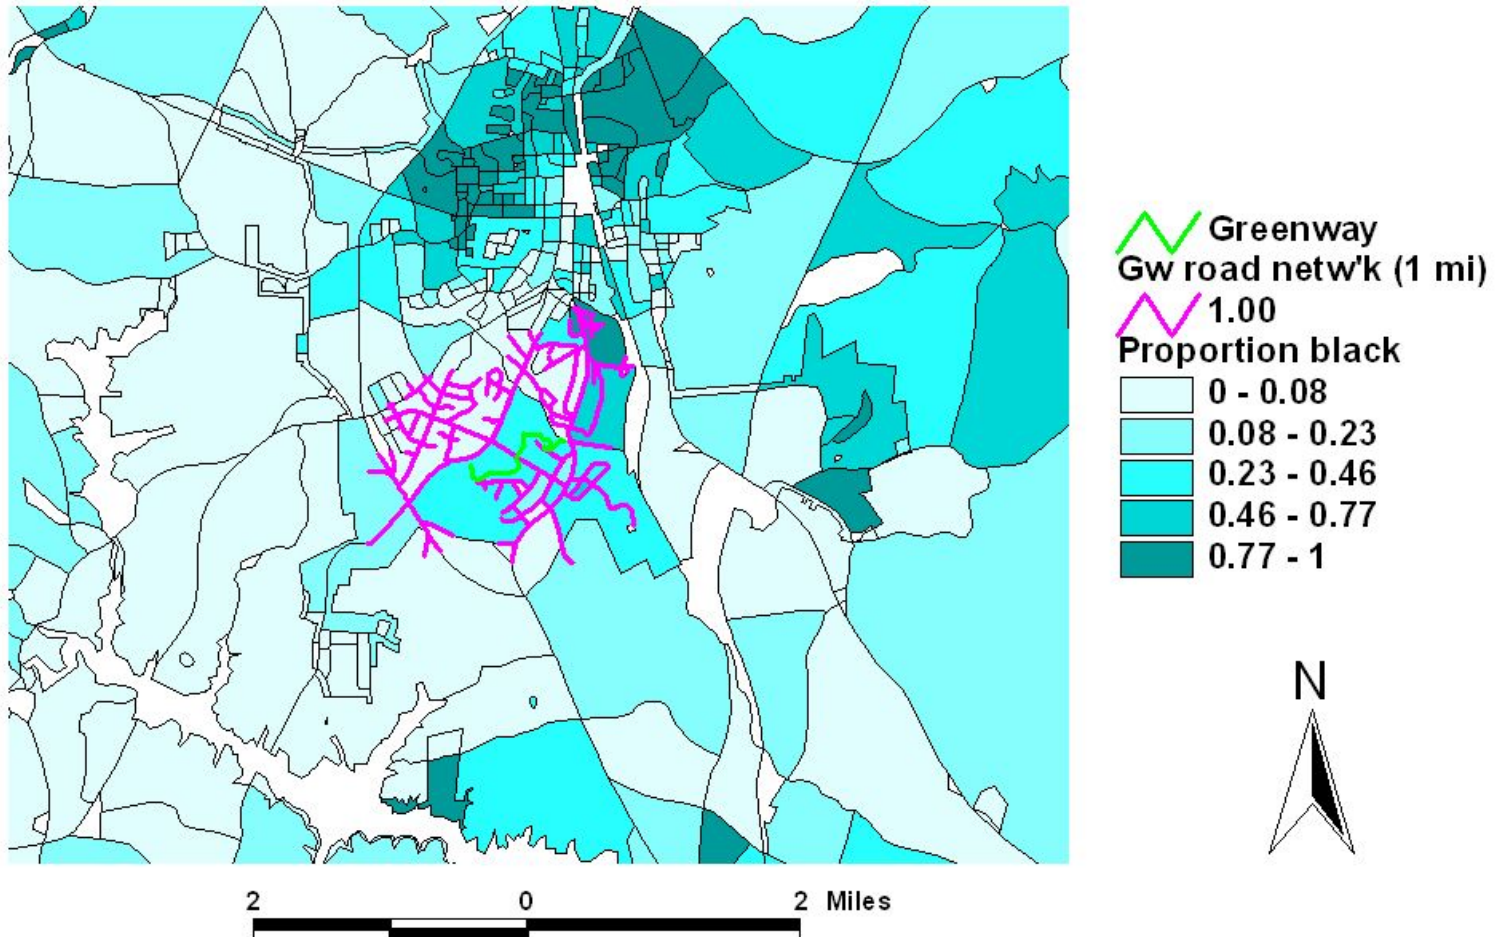 Greenway
Gw road netw'k (1 mi)
1.00
Proportion black
0 - 0.08
0.08 - 0.23
0.23 - 0.46
0.46 - 0.77
0.77 - 1
N
2 0 2 Miles